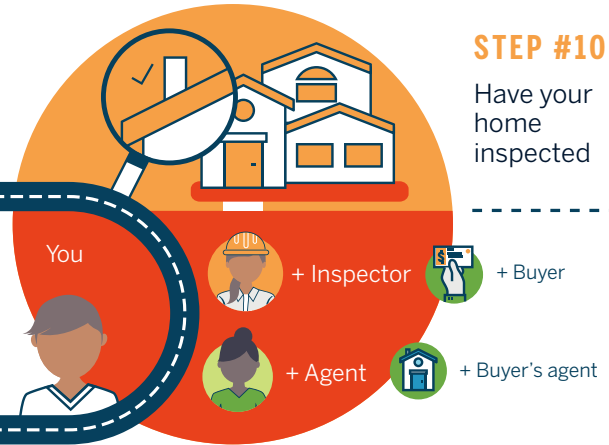 STEP #10
Have your
home
inspected
You
+ Inspector
+ Buyer
+ Agent
+ Buyer's agent
$